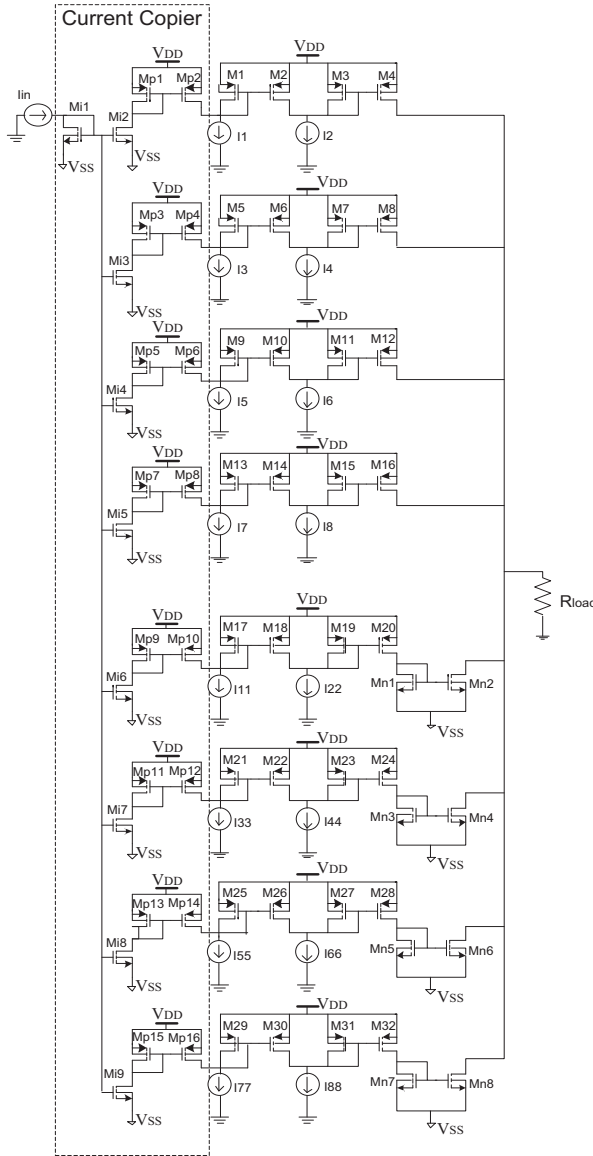 Current Copier
VDD VDD
Mp1 Mp2 M1 M2 M3 M4
Iin Mi1 Mi2
I1 I2
VSS VSS
VDD VDD
Mp3 Mp4 M5 M6 M7 M8
Mi3 I3 I4
VSS
VDD VDD
Mp5 Mp6 M9 M10 M11 M12
Mi4 I5 I6
VSS
VDD VDD
Mp7 Mp8 M13 M14 M15 M16
Mi5 I7 I8
VSS
Rload
VDD VDD
Mp9 Mp10 M17 M18 M19 M20
Mi6 I11 I22 Mn1 Mn2
VSS VSS
VDD VDD
Mp11 Mp12 M21 M22 M23 M24
Mi7 I33 I44 Mn3 Mn4
VSS VSS
VDD VDD
Mp13 Mp14 M25 M26 M27 M28
Mi8 I55 I66 Mn5 Mn6
VSS VSS
VDD VDD
Mp15 Mp16 M29 M30 M31 M32
Mi9 I77 I88 Mn7 Mn8
VSS VSS